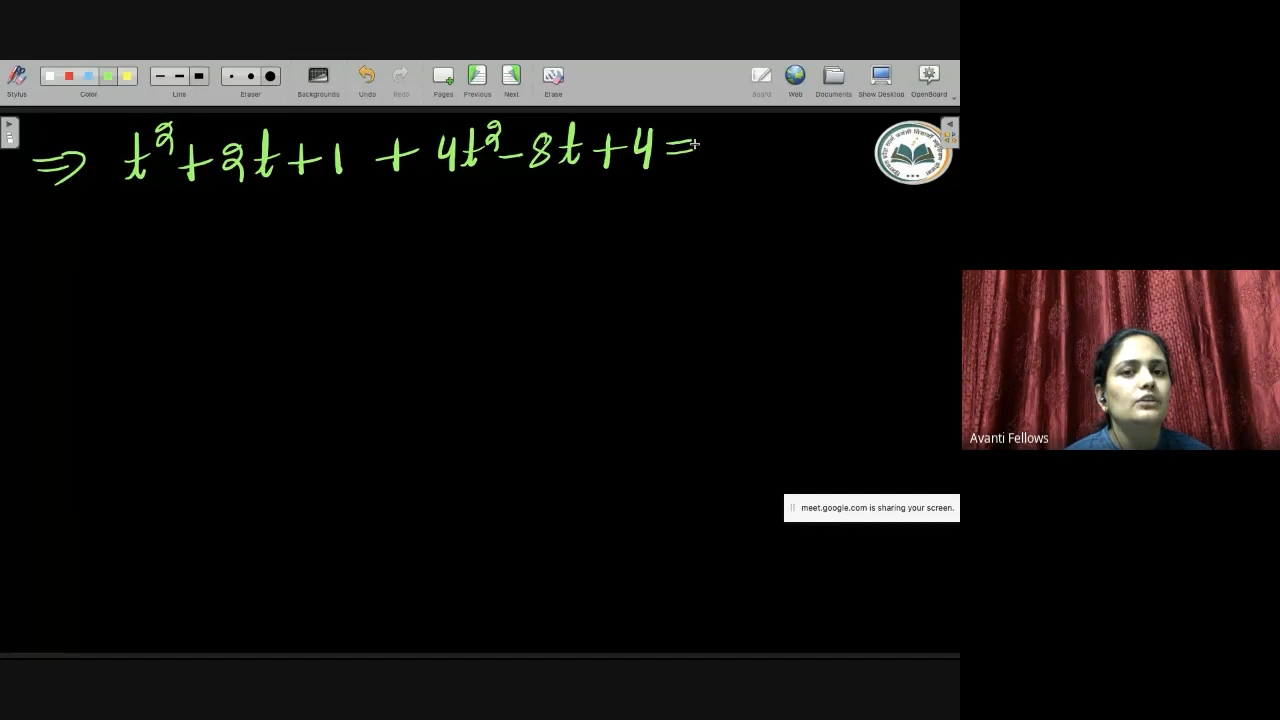 Stylus Color Line Eraser Backgrounds Undo Redo Pages Previous Next Erase Board Web Documents Show Desktop OpenBoard
⇒ t² + 2t + 1 + 4t² - 8t + 4 =
Avanti Fellows
meet.google.com is sharing your screen.